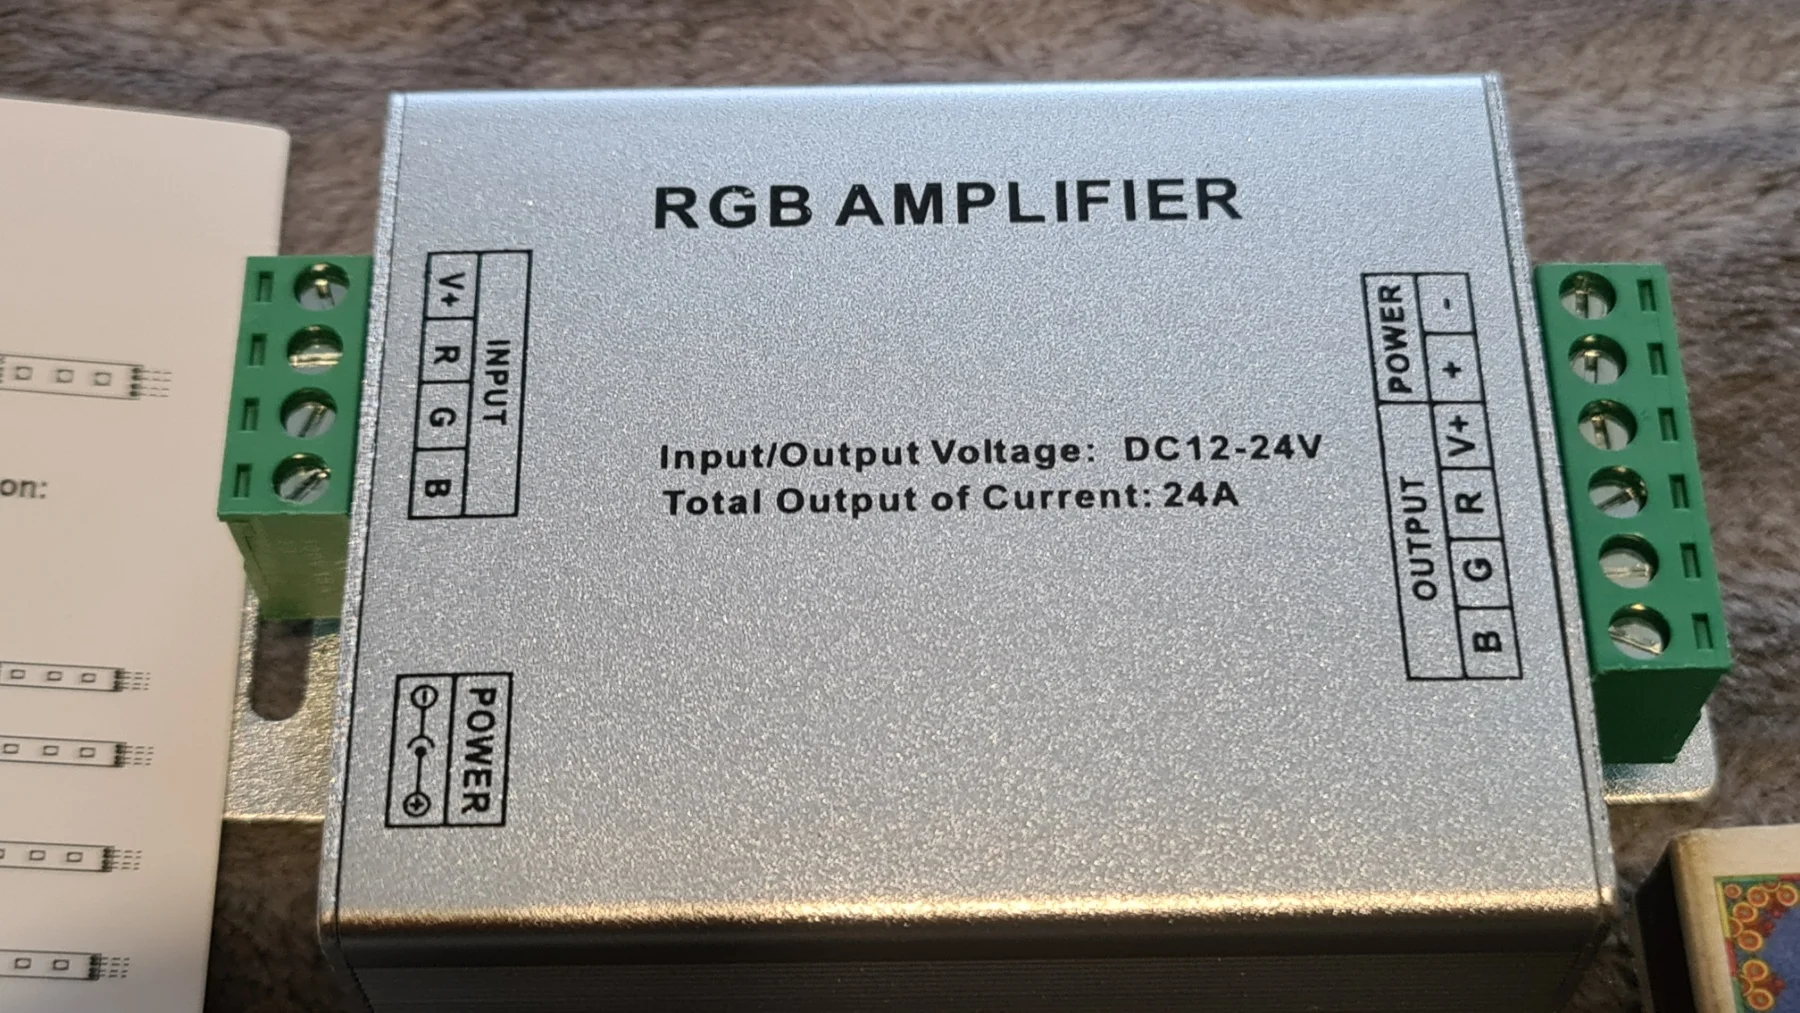 RGB AMPLIFIER
INPUT
V+ R G B
POWER
- +
OUTPUT
V+ R G B
Input/Output Voltage: DC12-24V
Total Output of Current: 24A
on:
POWER
- +